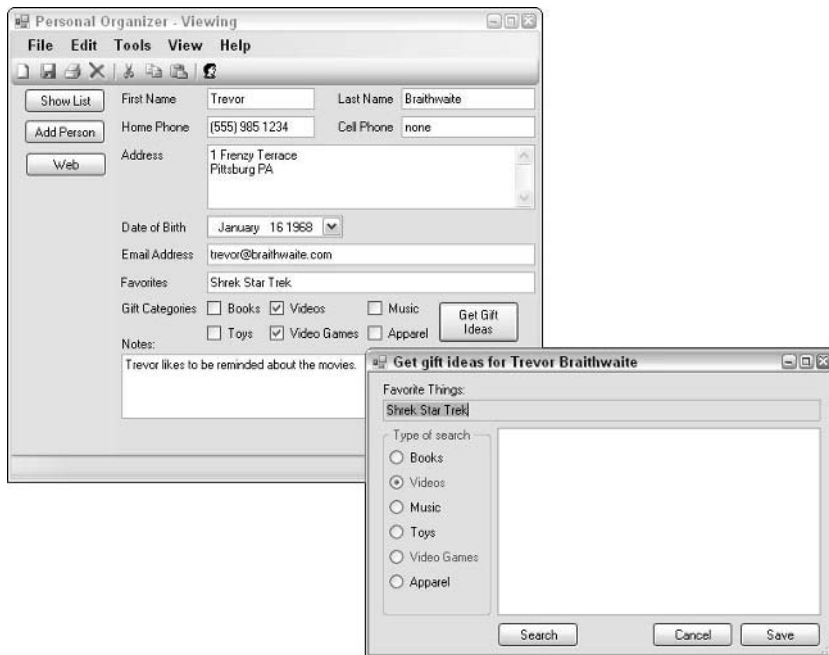 Personal Organizer - Viewing
File Edit Tools View Help
Show List
First Name Trevor Last Name Braithwaite
Add Person
Home Phone (555) 985 1234 Cell Phone none
Web
Address 1 Frenzy Terrace
Pittsburg PA
Date of Birth January 16 1968
Email Address trevor@braithwaite.com
Favorites Shrek Star Trek
Gift Categories Books Videos Music
Toys Video Games Apparel
Get Gift
Ideas
Notes:
Trevor likes to be reminded about the movies.
Get gift ideas for Trevor Braithwaite
Favorite Things:
Shrek Star Trek
Type of search
Books
Videos
Music
Toys
Video Games
Apparel
Search Cancel Save